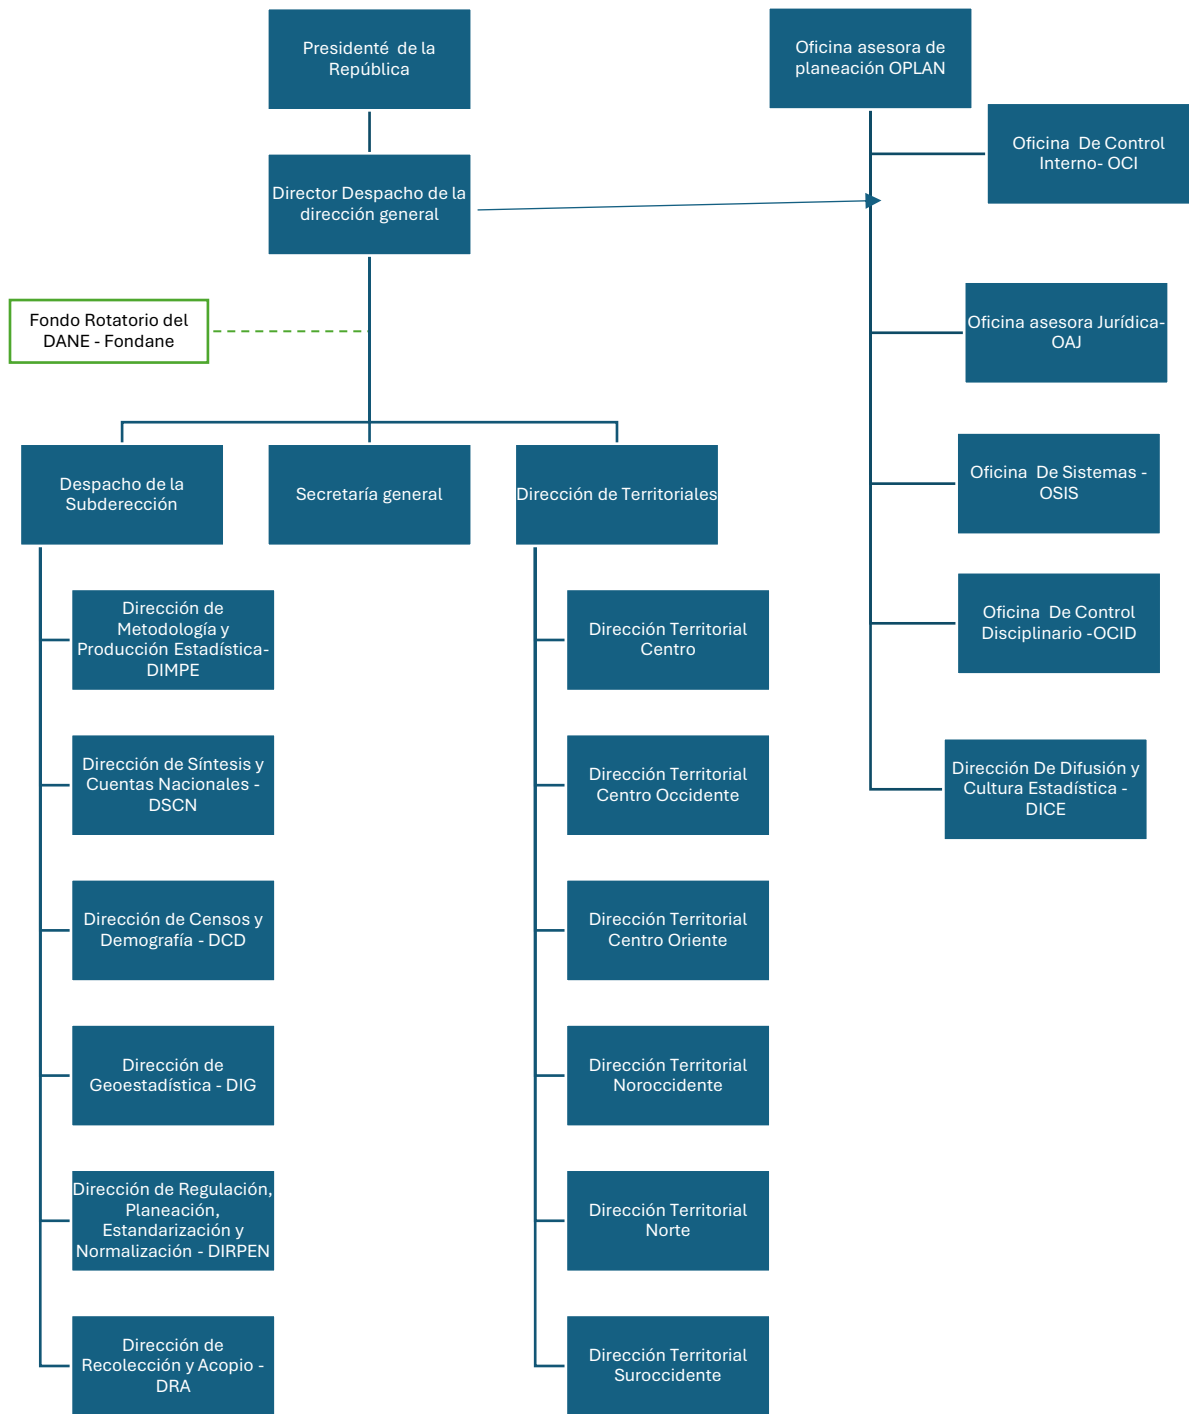 Presidenté de la
República
Oficina asesora de
planeación OPLAN
Oficina De Control
Interno- OCI
Director Despacho de la
dirección general
Fondo Rotatorio del
DANE - Fondane
Oficina asesora Jurídica-
OAJ
Despacho de la
Subderección
Secretaría general
Dirección de Territoriales
Oficina De Sistemas -
OSIS
Oficina De Control
Disciplinario -OCID
Dirección De Difusión y
Cultura Estadística -
DICE
Dirección de
Metodología y
Producción Estadística-
DIMPE
Dirección de Síntesis y
Cuentas Nacionales -
DSCN
Dirección de Censos y
Demografía - DCD
Dirección de
Geoestadística - DIG
Dirección de Regulación,
Planeación,
Estandarización y
Normalización - DIRPEN
Dirección de
Recolección y Acopio -
DRA
Dirección Territorial
Centro
Dirección Territorial
Centro Occidente
Dirección Territorial
Centro Oriente
Dirección Territorial
Noroccidente
Dirección Territorial
Norte
Dirección Territorial
Suroccidente